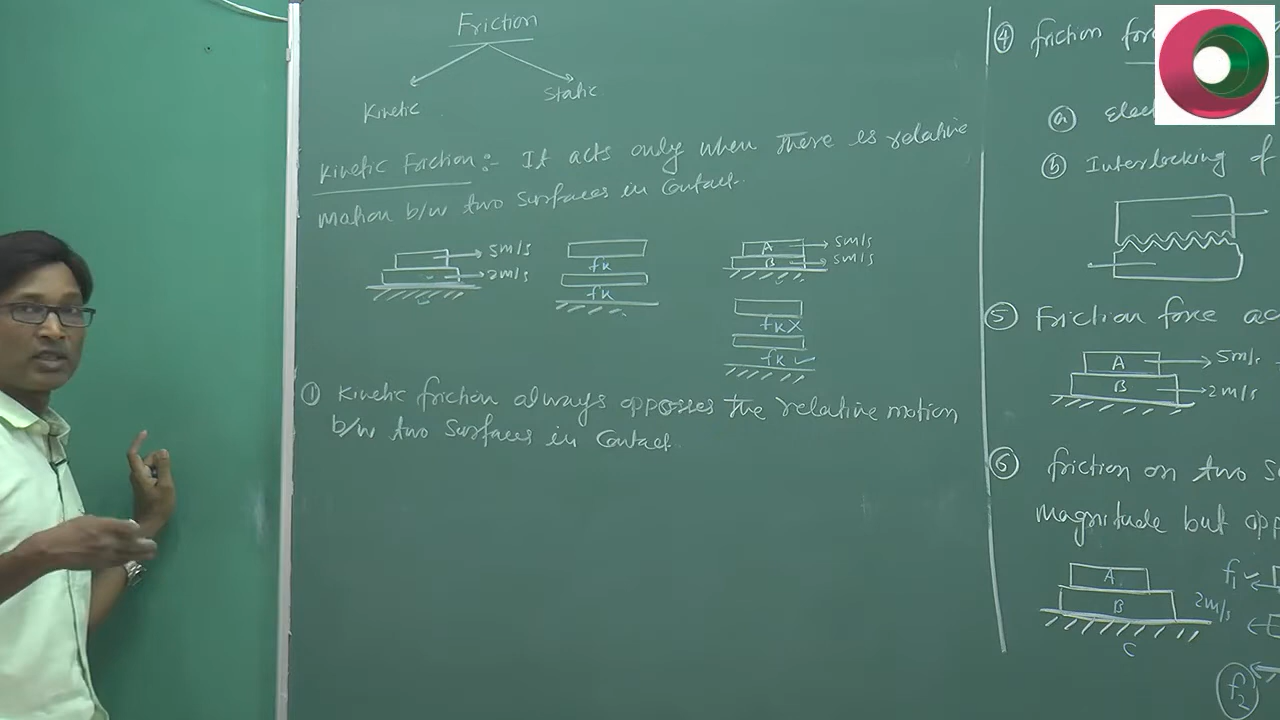 Friction
Kinetic
Static
Kinetic Friction:- It acts only when there is relative
motion b/w two surfaces in Contact.
5m/s
2m/s
fk
fk
A
5m/s
B
5m/s
fk X
fk ✓
① Kinetic friction always opposses the relative motion
b/w two surfaces in Contact.
④ friction
ⓐ
ⓑ Interlocking of
⑤ Friction force
A
5m/s
B
2m/s
⑥ friction on two
magnitude but
A
B
C
2m/s
f₁
f₂